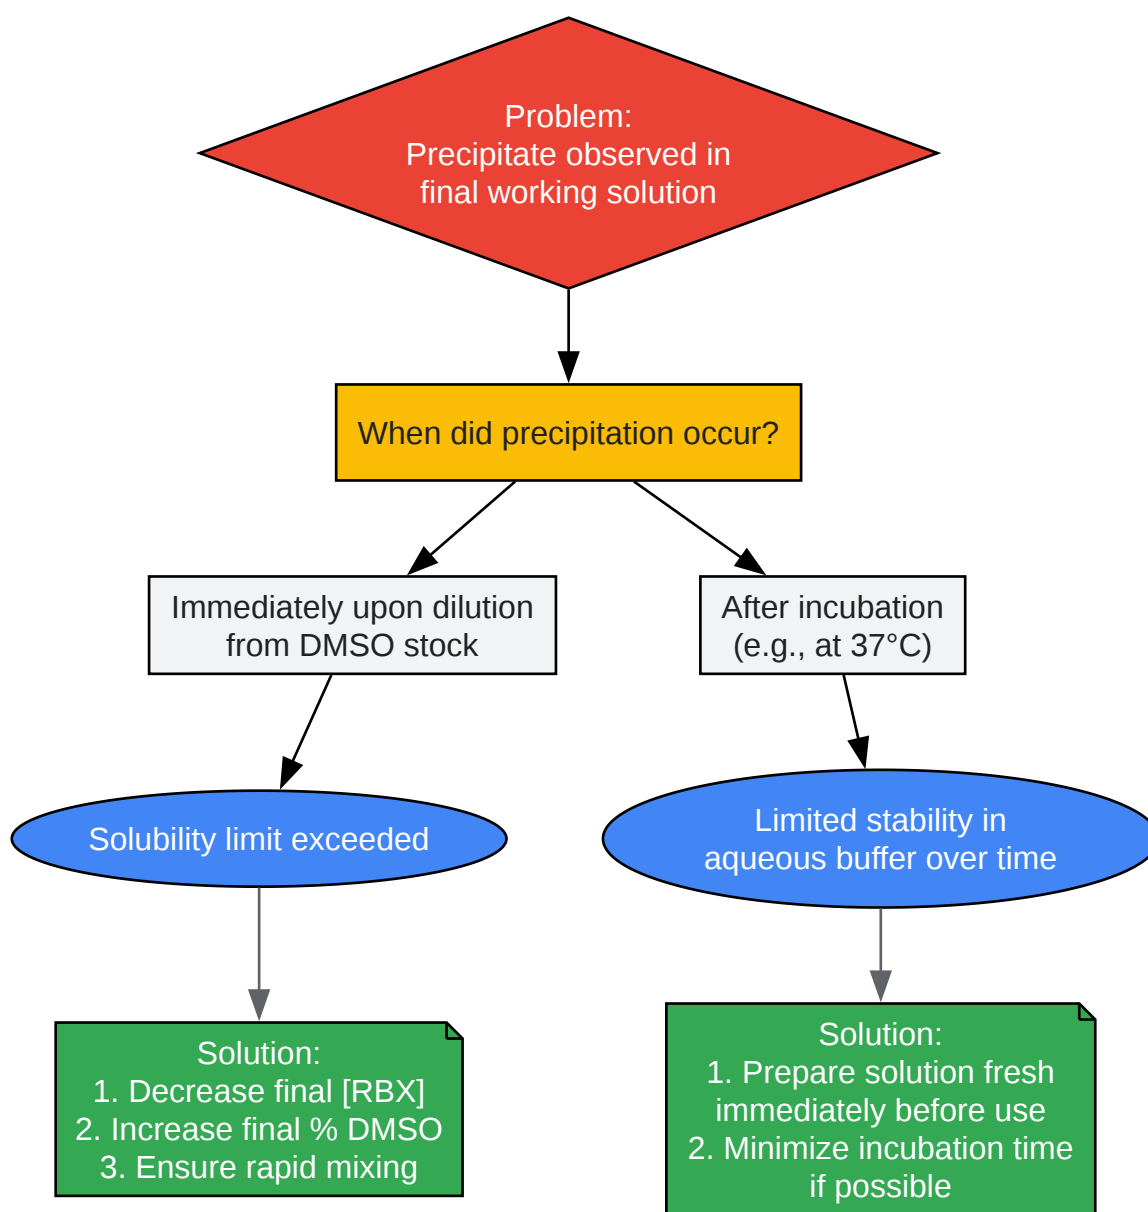 Problem:
Precipitate observed in
final working solution
When did precipitation occur?
Immediately upon dilution
from DMSO stock
After incubation
(e.g., at 37°C)
Solubility limit exceeded
Limited stability in
aqueous buffer over time
Solution:
1. Decrease final [RBX]
2. Increase final % DMSO
3. Ensure rapid mixing
Solution:
1. Prepare solution fresh
immediately before use
2. Minimize incubation time
if possible